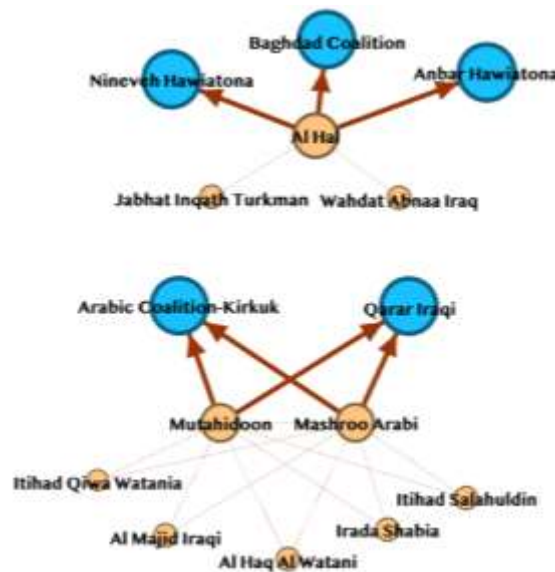 Baghdad Coalition
Nineveh Hawiatona
Anbar Hawiatona
Al Hal
Jabhat Inqath Turkman
Wahdat Abnaa Iraq
Arabic Coalition-Kirkuk
Qarar Iraqi
Mutahidoon
Mashroo Arabi
Itihad Qiwa Watania
Itihad Salahuldin
Al Majid Iraqi
Irada Shabia
Al Haq Al Watani